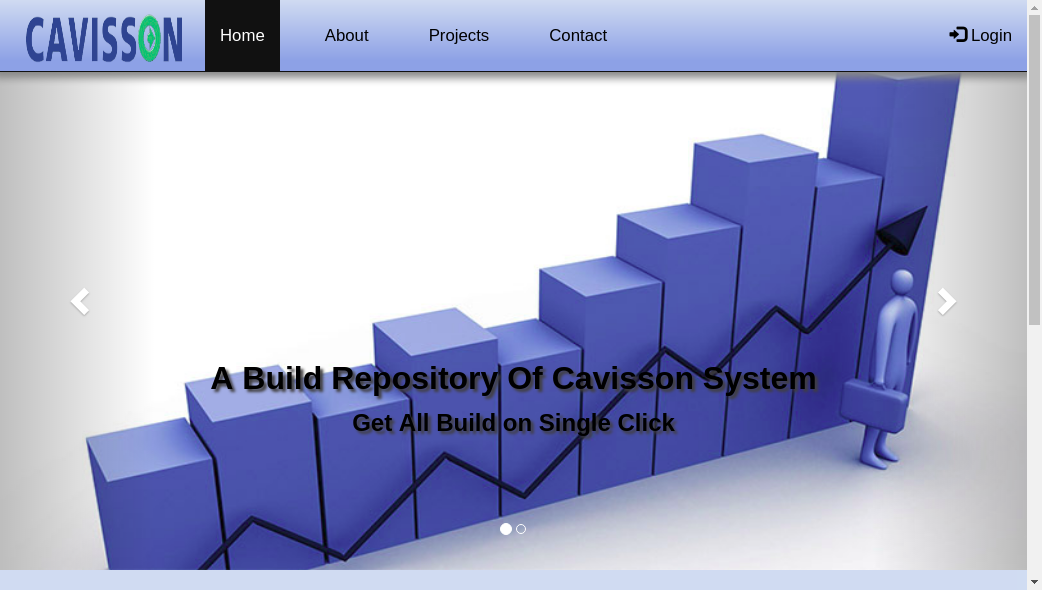 CAVISSON
Home
About
Projects
Contact
Login
A Build Repository Of Cavisson System
Get All Build on Single Click